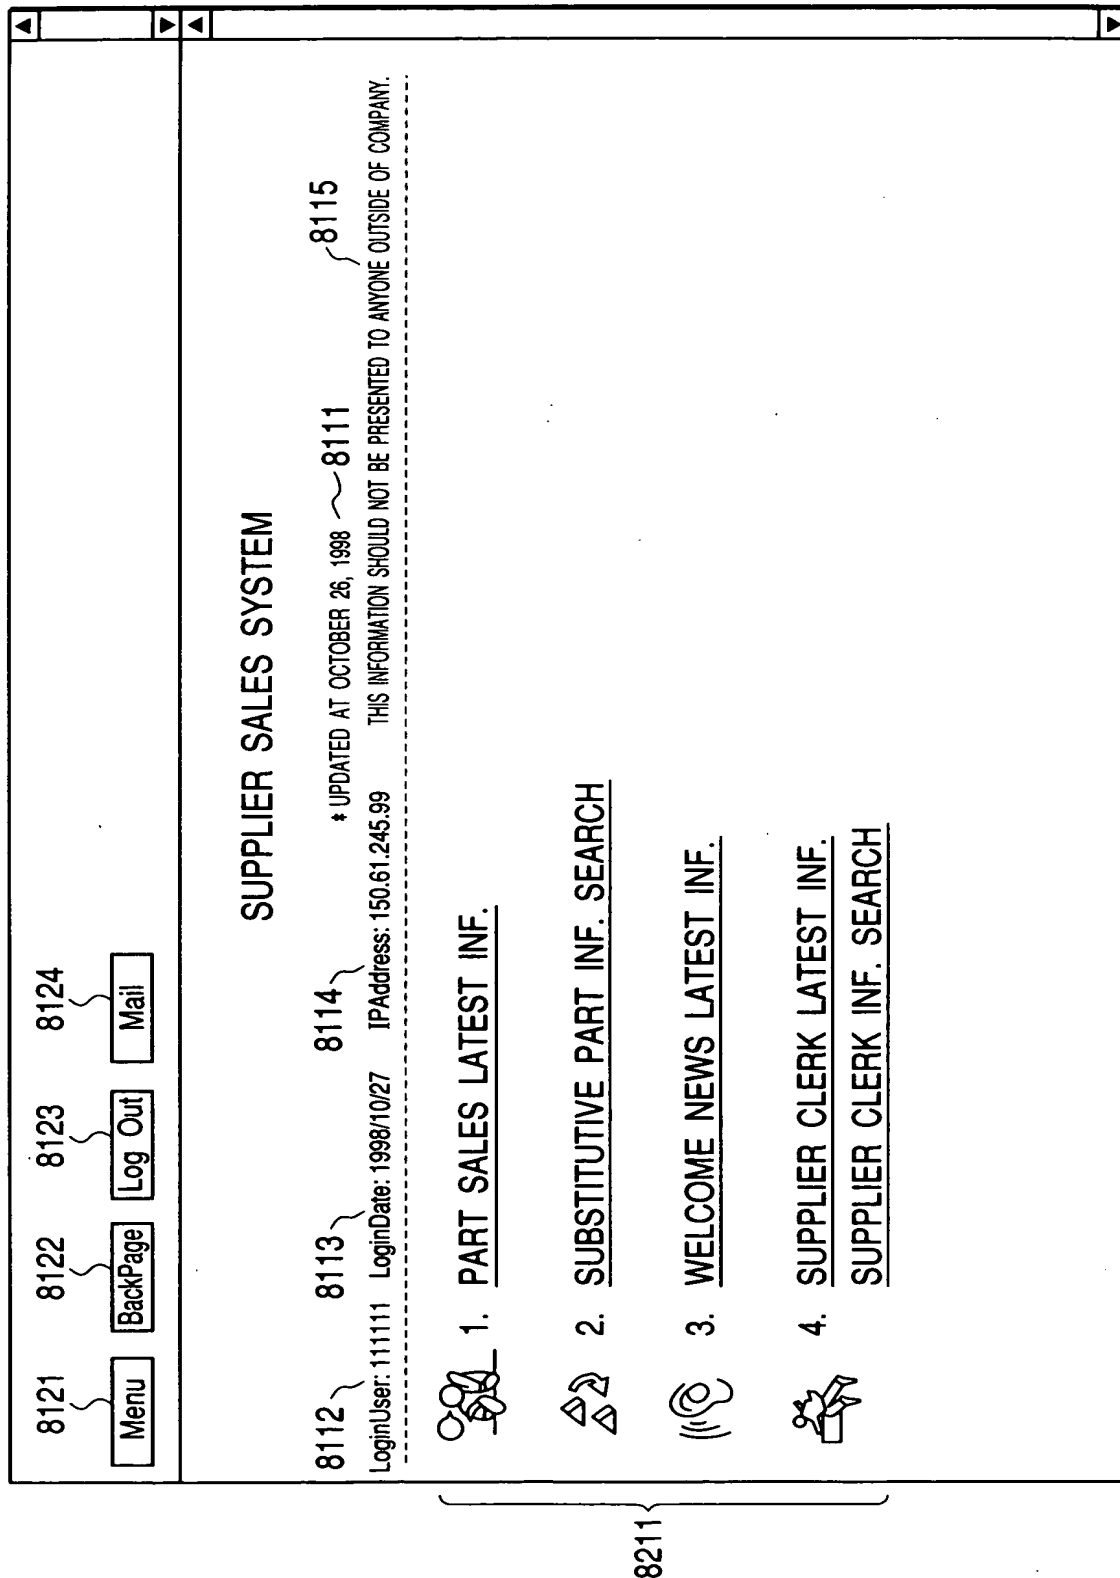 8121 8122 8123 8124
Menu BackPage Log Out Mail
SUPPLIER SALES SYSTEM
* UPDATED AT OCTOBER 26, 1998 8111
8112 8113 8114 8115
LoginUser: 111111 LoginDate: 1998/10/27 IPAddress: 150.61.245.99 THIS INFORMATION SHOULD NOT BE PRESENTED TO ANYONE OUTSIDE OF COMPANY.
8211
1. PART SALES LATEST INF.
2. SUBSTITUTIVE PART INF. SEARCH
3. WELCOME NEWS LATEST INF.
4. SUPPLIER CLERK LATEST INF.
SUPPLIER CLERK INF. SEARCH